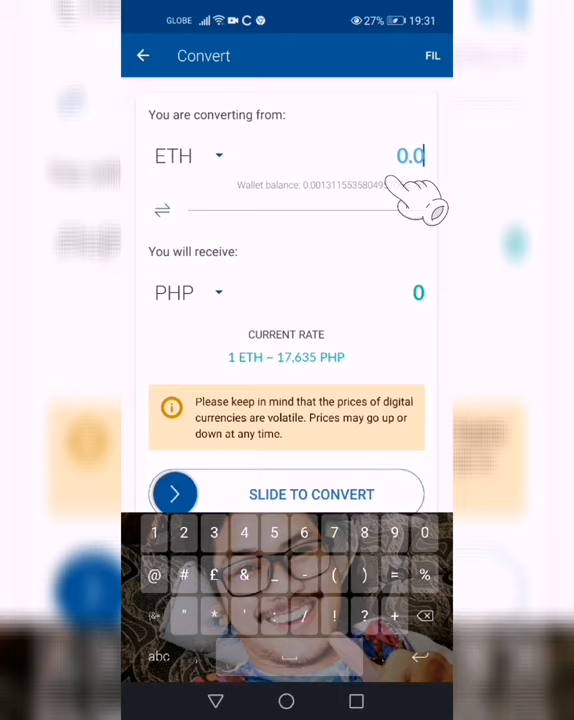 GLOBE 27% 19:31
Convert FIL
You are converting from:
ETH 0.0
Wallet balance: 0.0013115535804
You will receive:
PHP 0
CURRENT RATE
1 ETH ~ 17,635 PHP
Please keep in mind that the prices of digital
currencies are volatile. Prices may go up or
down at any time.
SLIDE TO CONVERT
1 2 3 4 5 6 7 8 9 0
@ # £ & _ - ( ) = %
" * ' : / ! ? +
abc ,